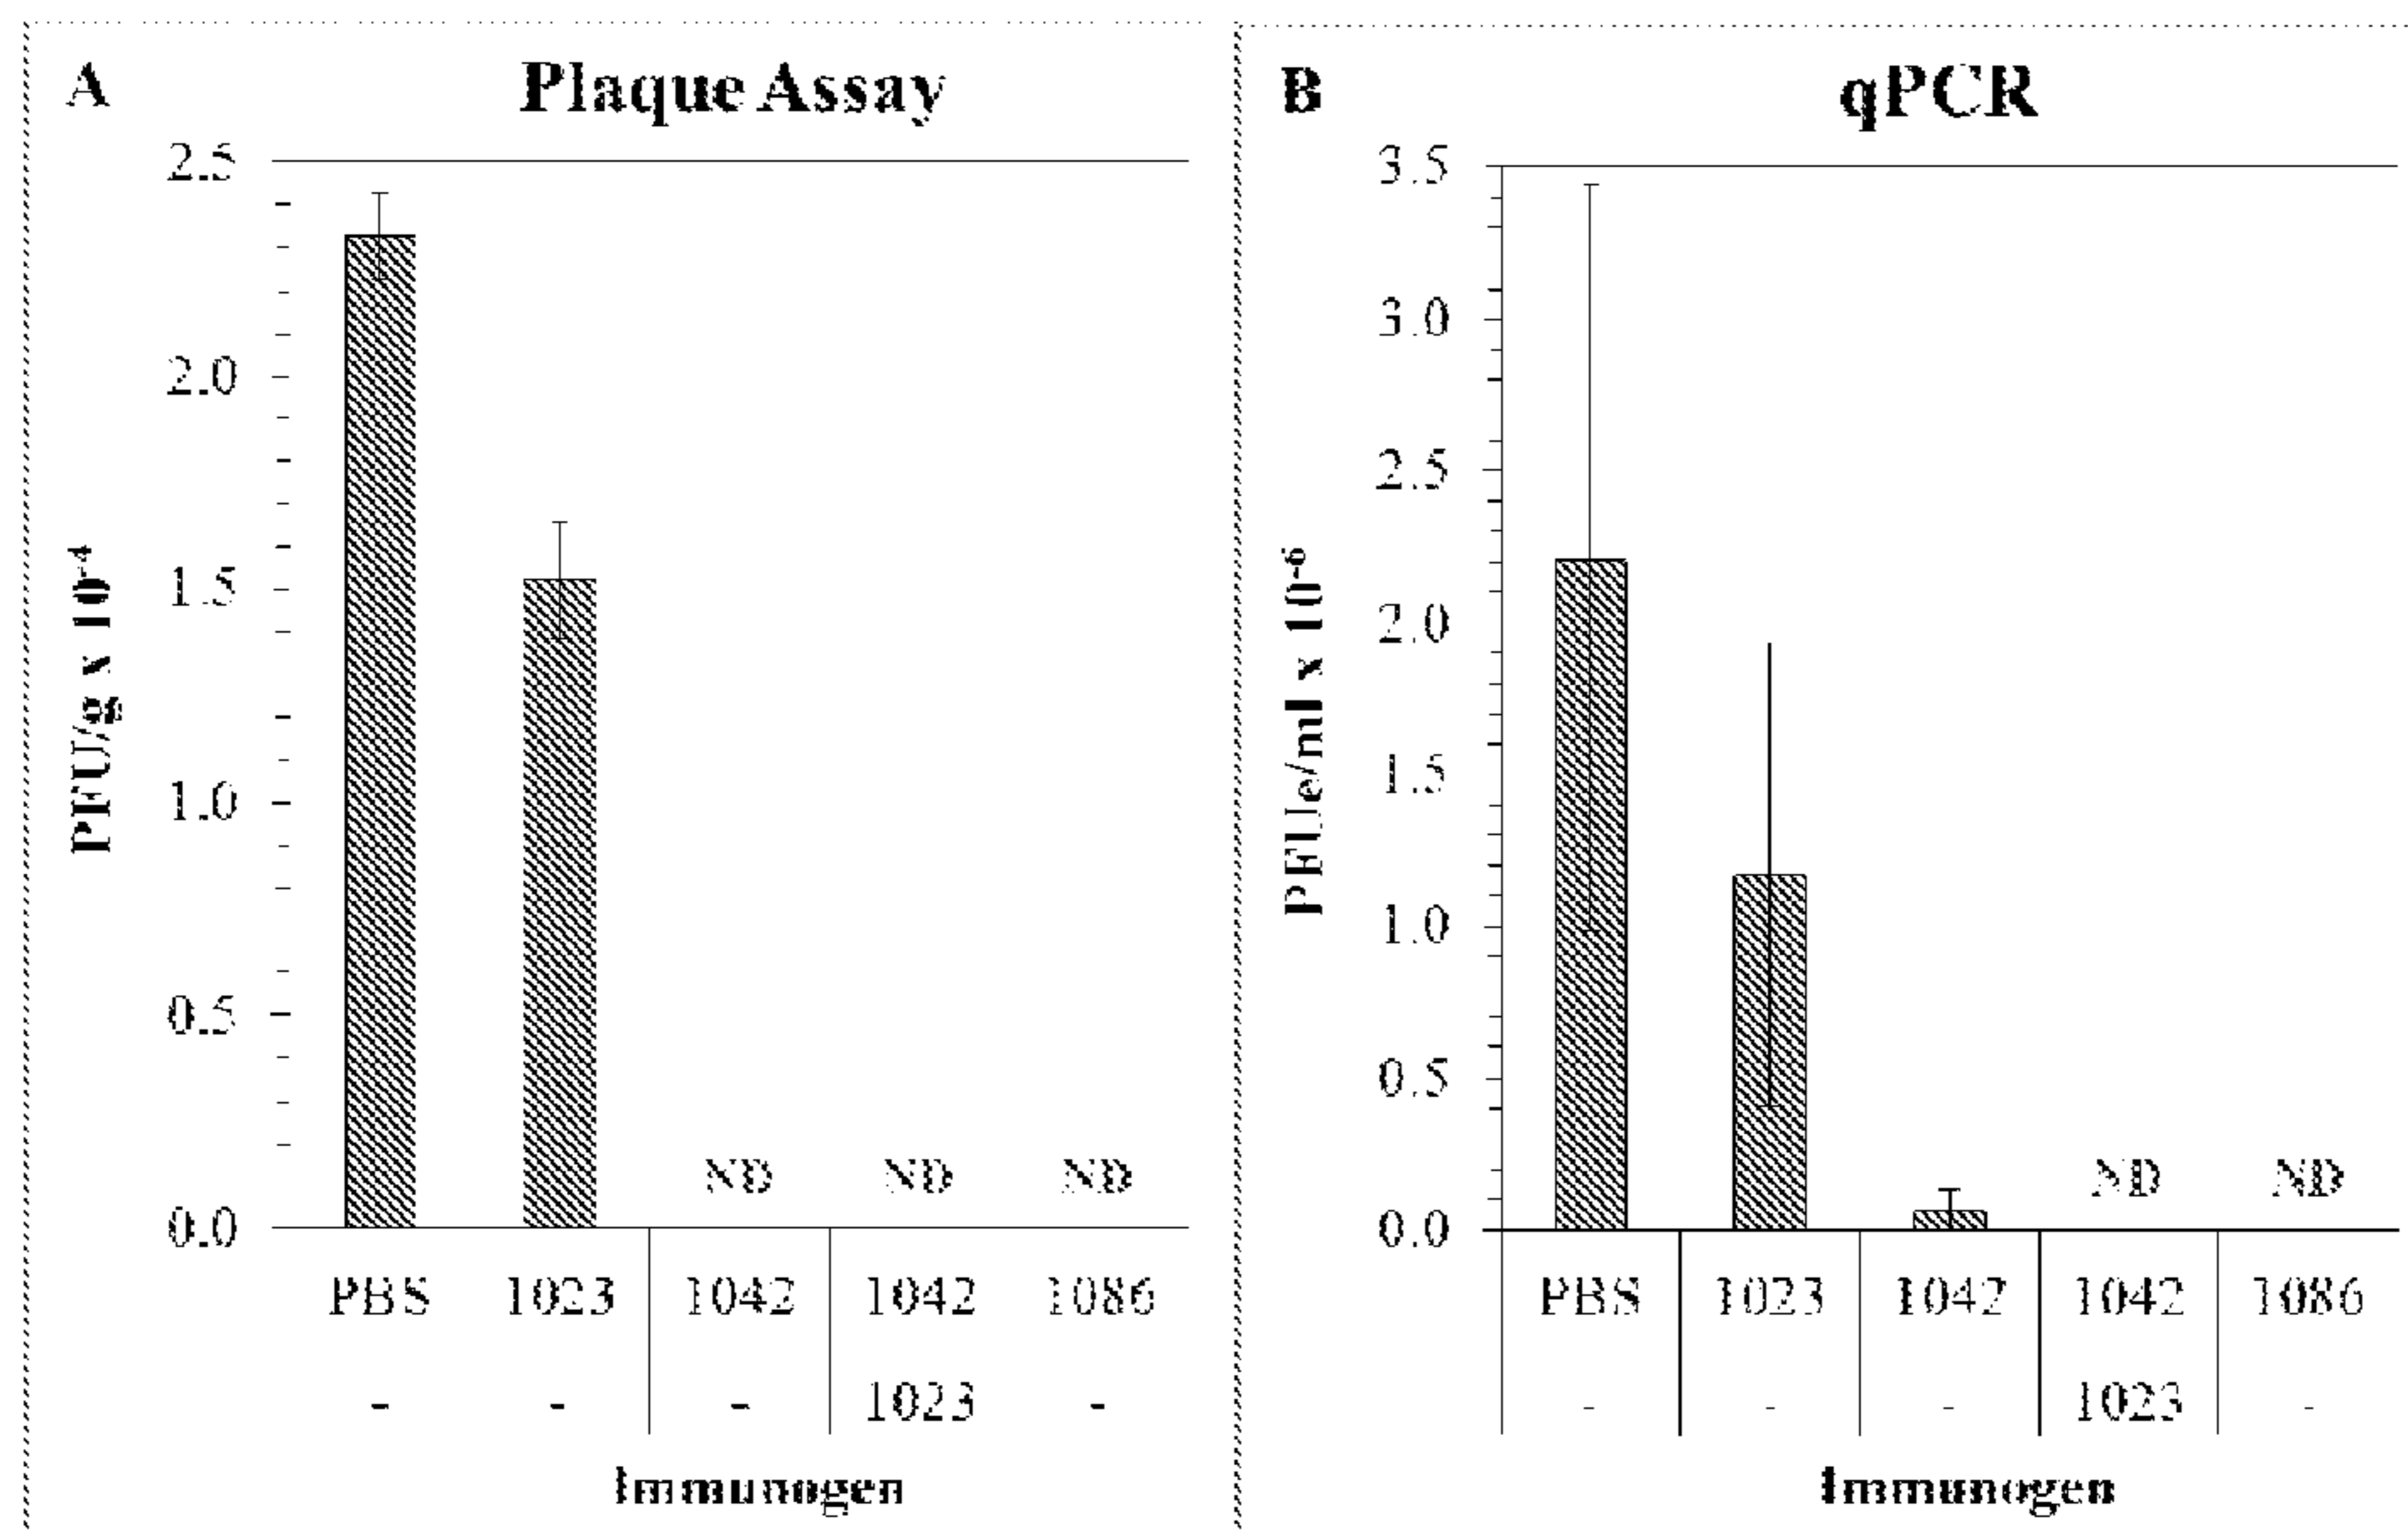 A Plaque Assay
2.5
2.0
1.5
1.0
0.5
0.0
PFU/g x 10-4
ND ND ND
PBS 1023 1042 1042 1086
- - - 1023 -
Immunogen
B qPCR
3.5
3.0
2.5
2.0
1.5
1.0
0.5
0.0
PFUe/ml x 10-6
ND ND
PBS 1023 1042 1042 1086
- - - 1023 -
Immunogen